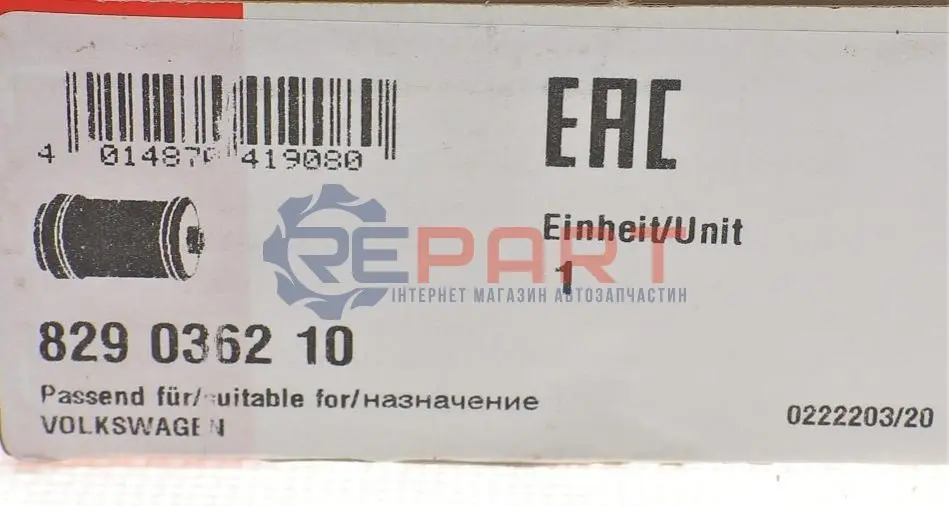 4 014870 419080
EAC
Einheit/Unit
1
REPART
ІНТЕРНЕТ МАГАЗИН АВТОЗАПЧАСТИН
829 0362 10
Passend für/suitable for/назначение
VOLKSWAGEN
0222203/20